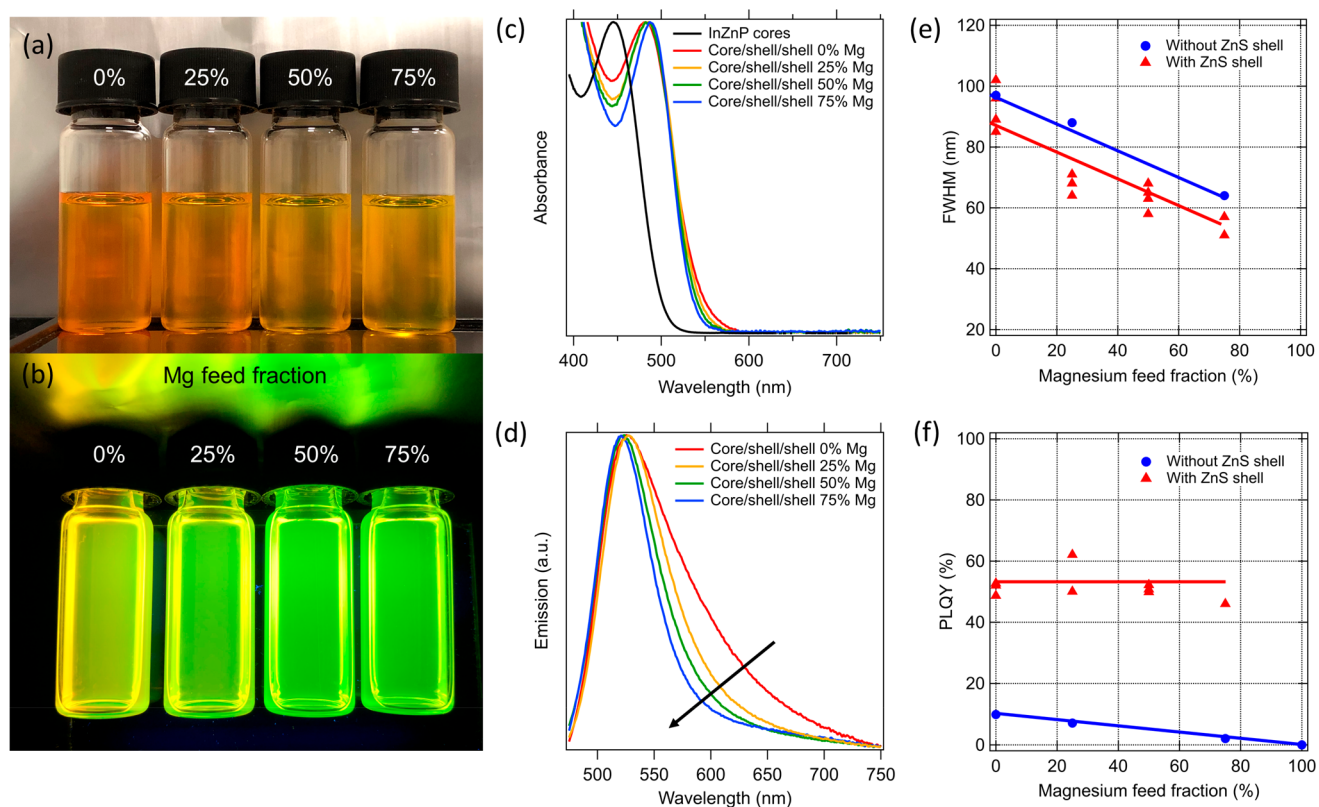 (a)
0%
25%
50%
75%
(b)
Mg feed fraction
0%
25%
50%
75%
(c)
InZnP cores
Core/shell/shell 0% Mg
Core/shell/shell 25% Mg
Core/shell/shell 50% Mg
Core/shell/shell 75% Mg
Absorbance
400
500
600
700
Wavelength (nm)
(d)
Core/shell/shell 0% Mg
Core/shell/shell 25% Mg
Core/shell/shell 50% Mg
Core/shell/shell 75% Mg
Emission (a.u.)
500
550
600
650
700
750
Wavelength (nm)
(e)
Without ZnS shell
With ZnS shell
FWHM (nm)
120
100
80
60
40
20
0
20
40
60
80
100
Magnesium feed fraction (%)
(f)
Without ZnS shell
With ZnS shell
PLQY (%)
100
80
60
40
20
0
0
20
40
60
80
100
Magnesium feed fraction (%)